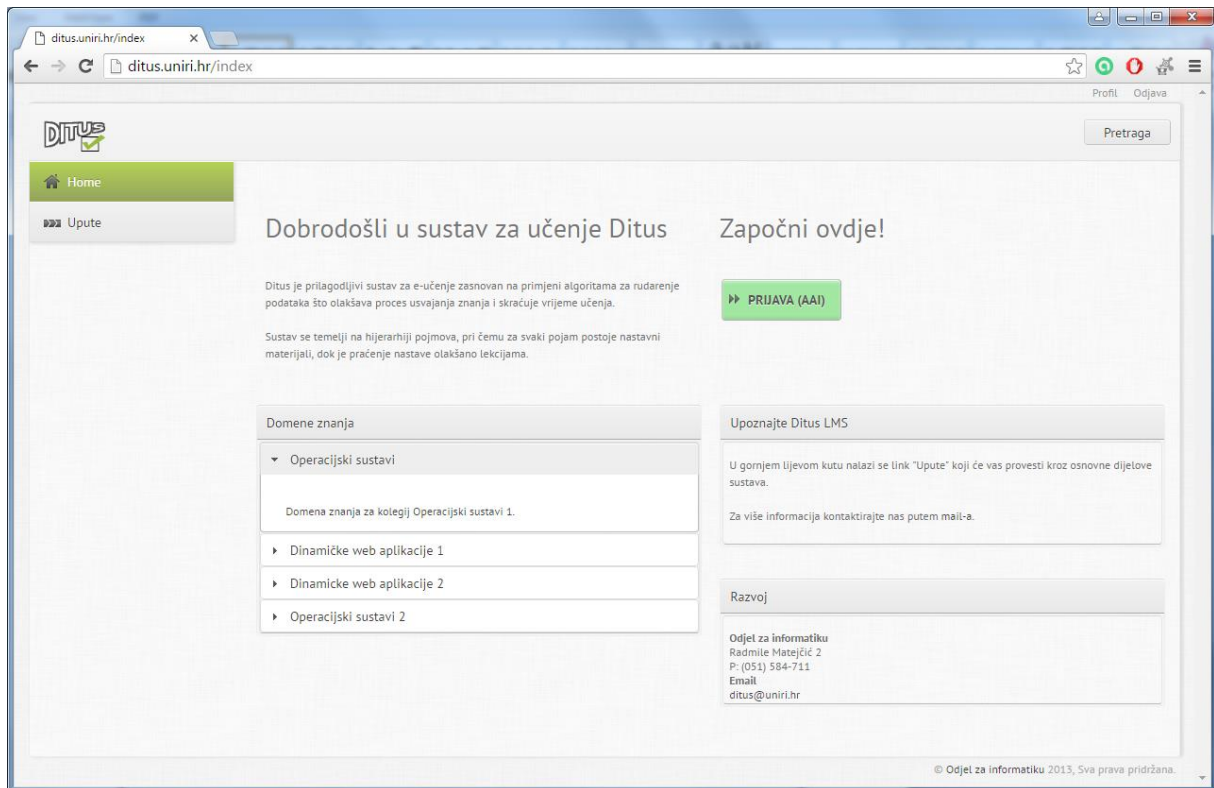 ditus.uniri.hr/index
ditus.uniri.hr/index
Profil Odjava
DITUS
Pretraga
Home
Upute
Dobrodošli u sustav za učenje Ditus
Ditus je prilagodljivi sustav za e-učenje zasnovan na primjeni algoritama za rudarenje
podataka što olakšava proces usvajanja znanja i skraćuje vrijeme učenja.
Sustav se temelji na hijerarhiji pojmova, pri čemu za svaki pojam postoje nastavni
materijali, dok je praćenje nastave olakšano lekcijama.
Započni ovdje!
PRIJAVA (AAI)
Domene znanja
Operacijski sustavi
Domena znanja za kolegij Operacijski sustavi 1.
Dinamičke web aplikacije 1
Dinamicke web aplikacije 2
Operacijski sustavi 2
Upoznajte Ditus LMS
U gornjem lijevom kutu nalazi se link "Upute" koji će vas provesti kroz osnovne dijelove
sustava.
Za više informacija kontaktirajte nas putem mail-a.
Razvoj
Odjel za informatiku
Radmile Matejčić 2
P: (051) 584-711
Email
ditus@uniri.hr
© Odjel za informatiku 2013, Sva prava pridržana.